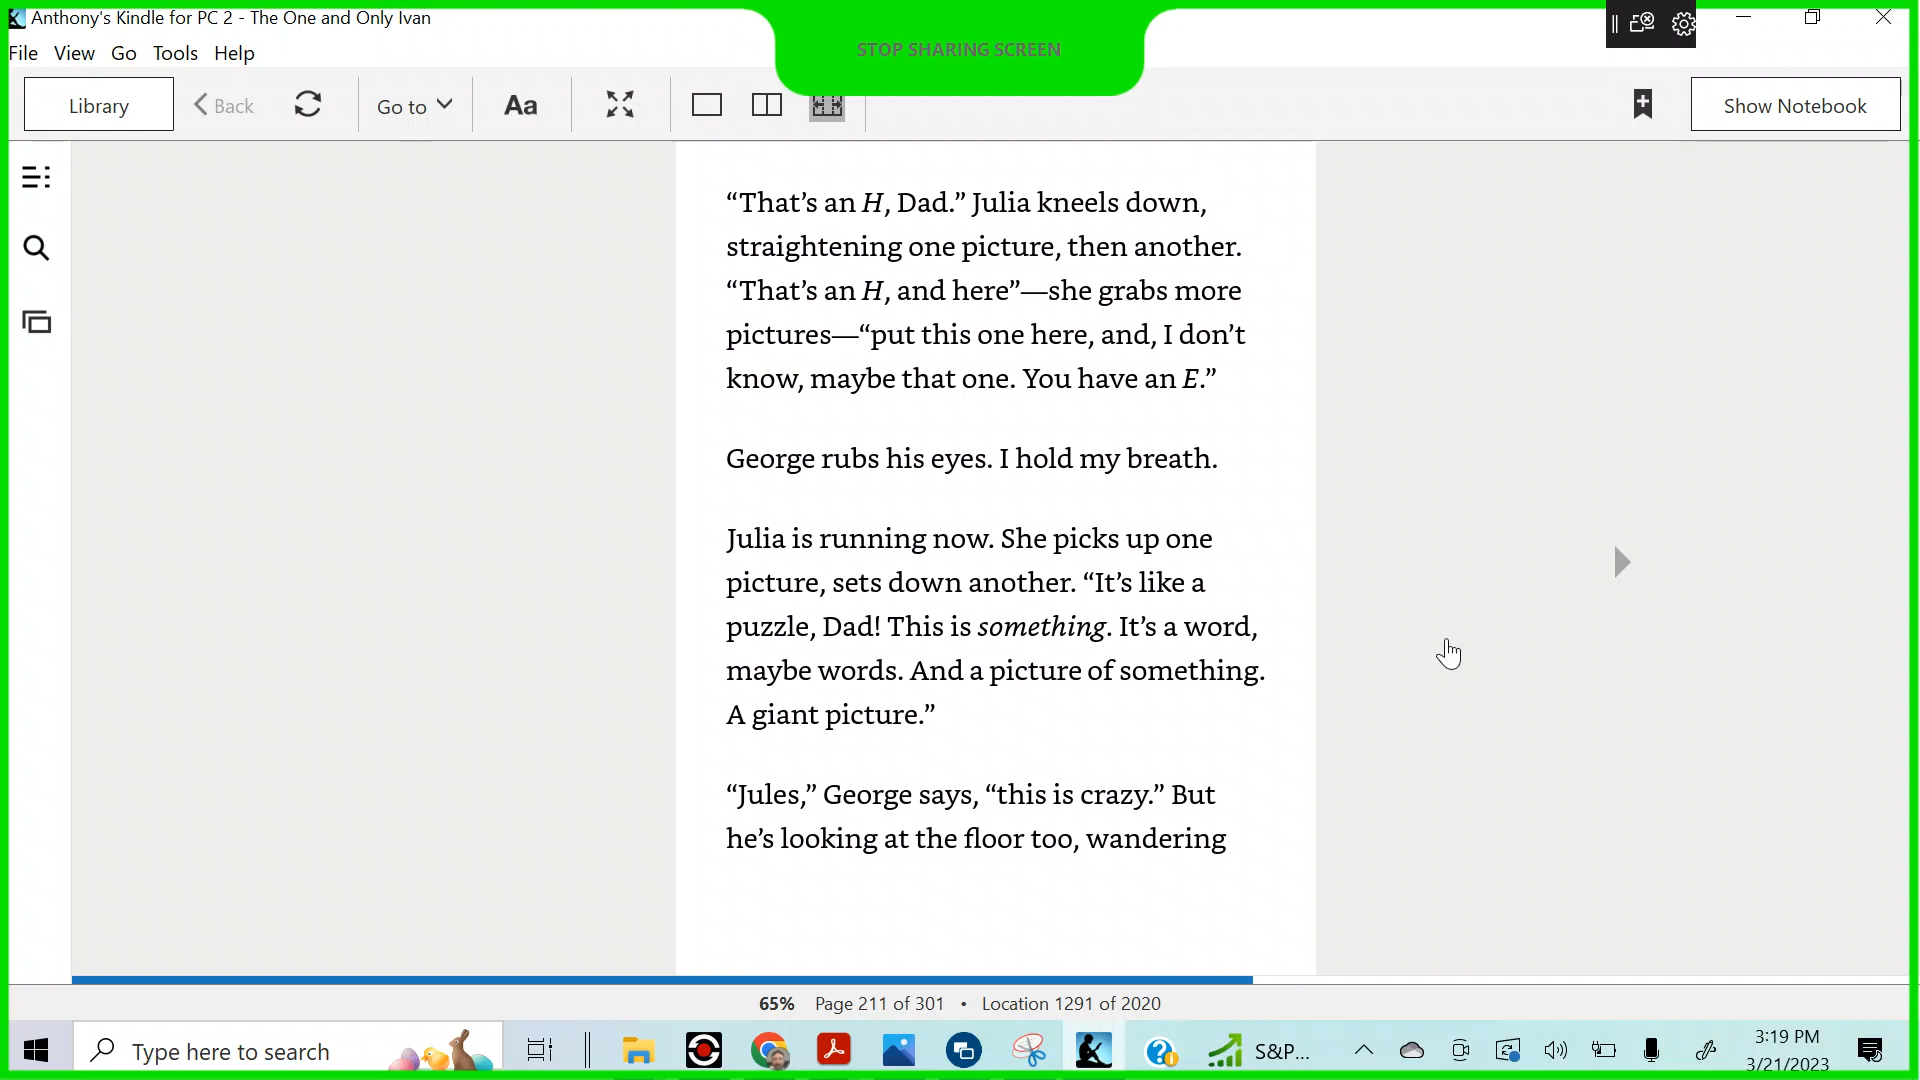 Anthony's Kindle for PC 2 - The One and Only Ivan
STOP SHARING SCREEN
File View Go Tools Help
Library Back Go to Aa Show Notebook
“That’s an H, Dad.” Julia kneels down,
straightening one picture, then another.
“That’s an H, and here”—she grabs more
pictures—“put this one here, and, I don’t
know, maybe that one. You have an E.”
George rubs his eyes. I hold my breath.
Julia is running now. She picks up one
picture, sets down another. “It’s like a
puzzle, Dad! This is something. It’s a word,
maybe words. And a picture of something.
A giant picture.”
“Jules,” George says, “this is crazy.” But
he’s looking at the floor too, wandering
65% Page 211 of 301 • Location 1291 of 2020
Type here to search
S&P...
3:19 PM
3/21/2023